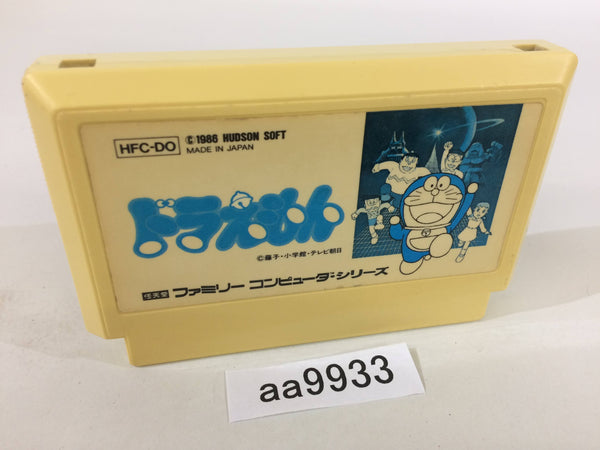 HFC-DO
©1986 HUDSON SOFT
MADE IN JAPAN
ドラえもん
©藤子・小学館・テレビ朝日
任天堂 ファミリーコンピュータ・シリーズ
aa9933